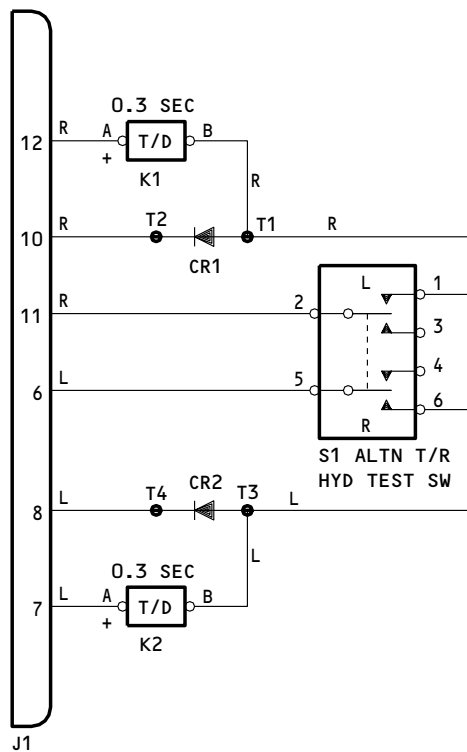 0.3 SEC
12 R A T/D B
+
K1
R
10 R T2 T1 R
CR1
L 1
11 R 2
3
4
6 L 5
6
R
S1 ALTN T/R
HYD TEST SW
CR2
8 L T4 T3 L
L
0.3 SEC
7 L A T/D B
+
K2
J1